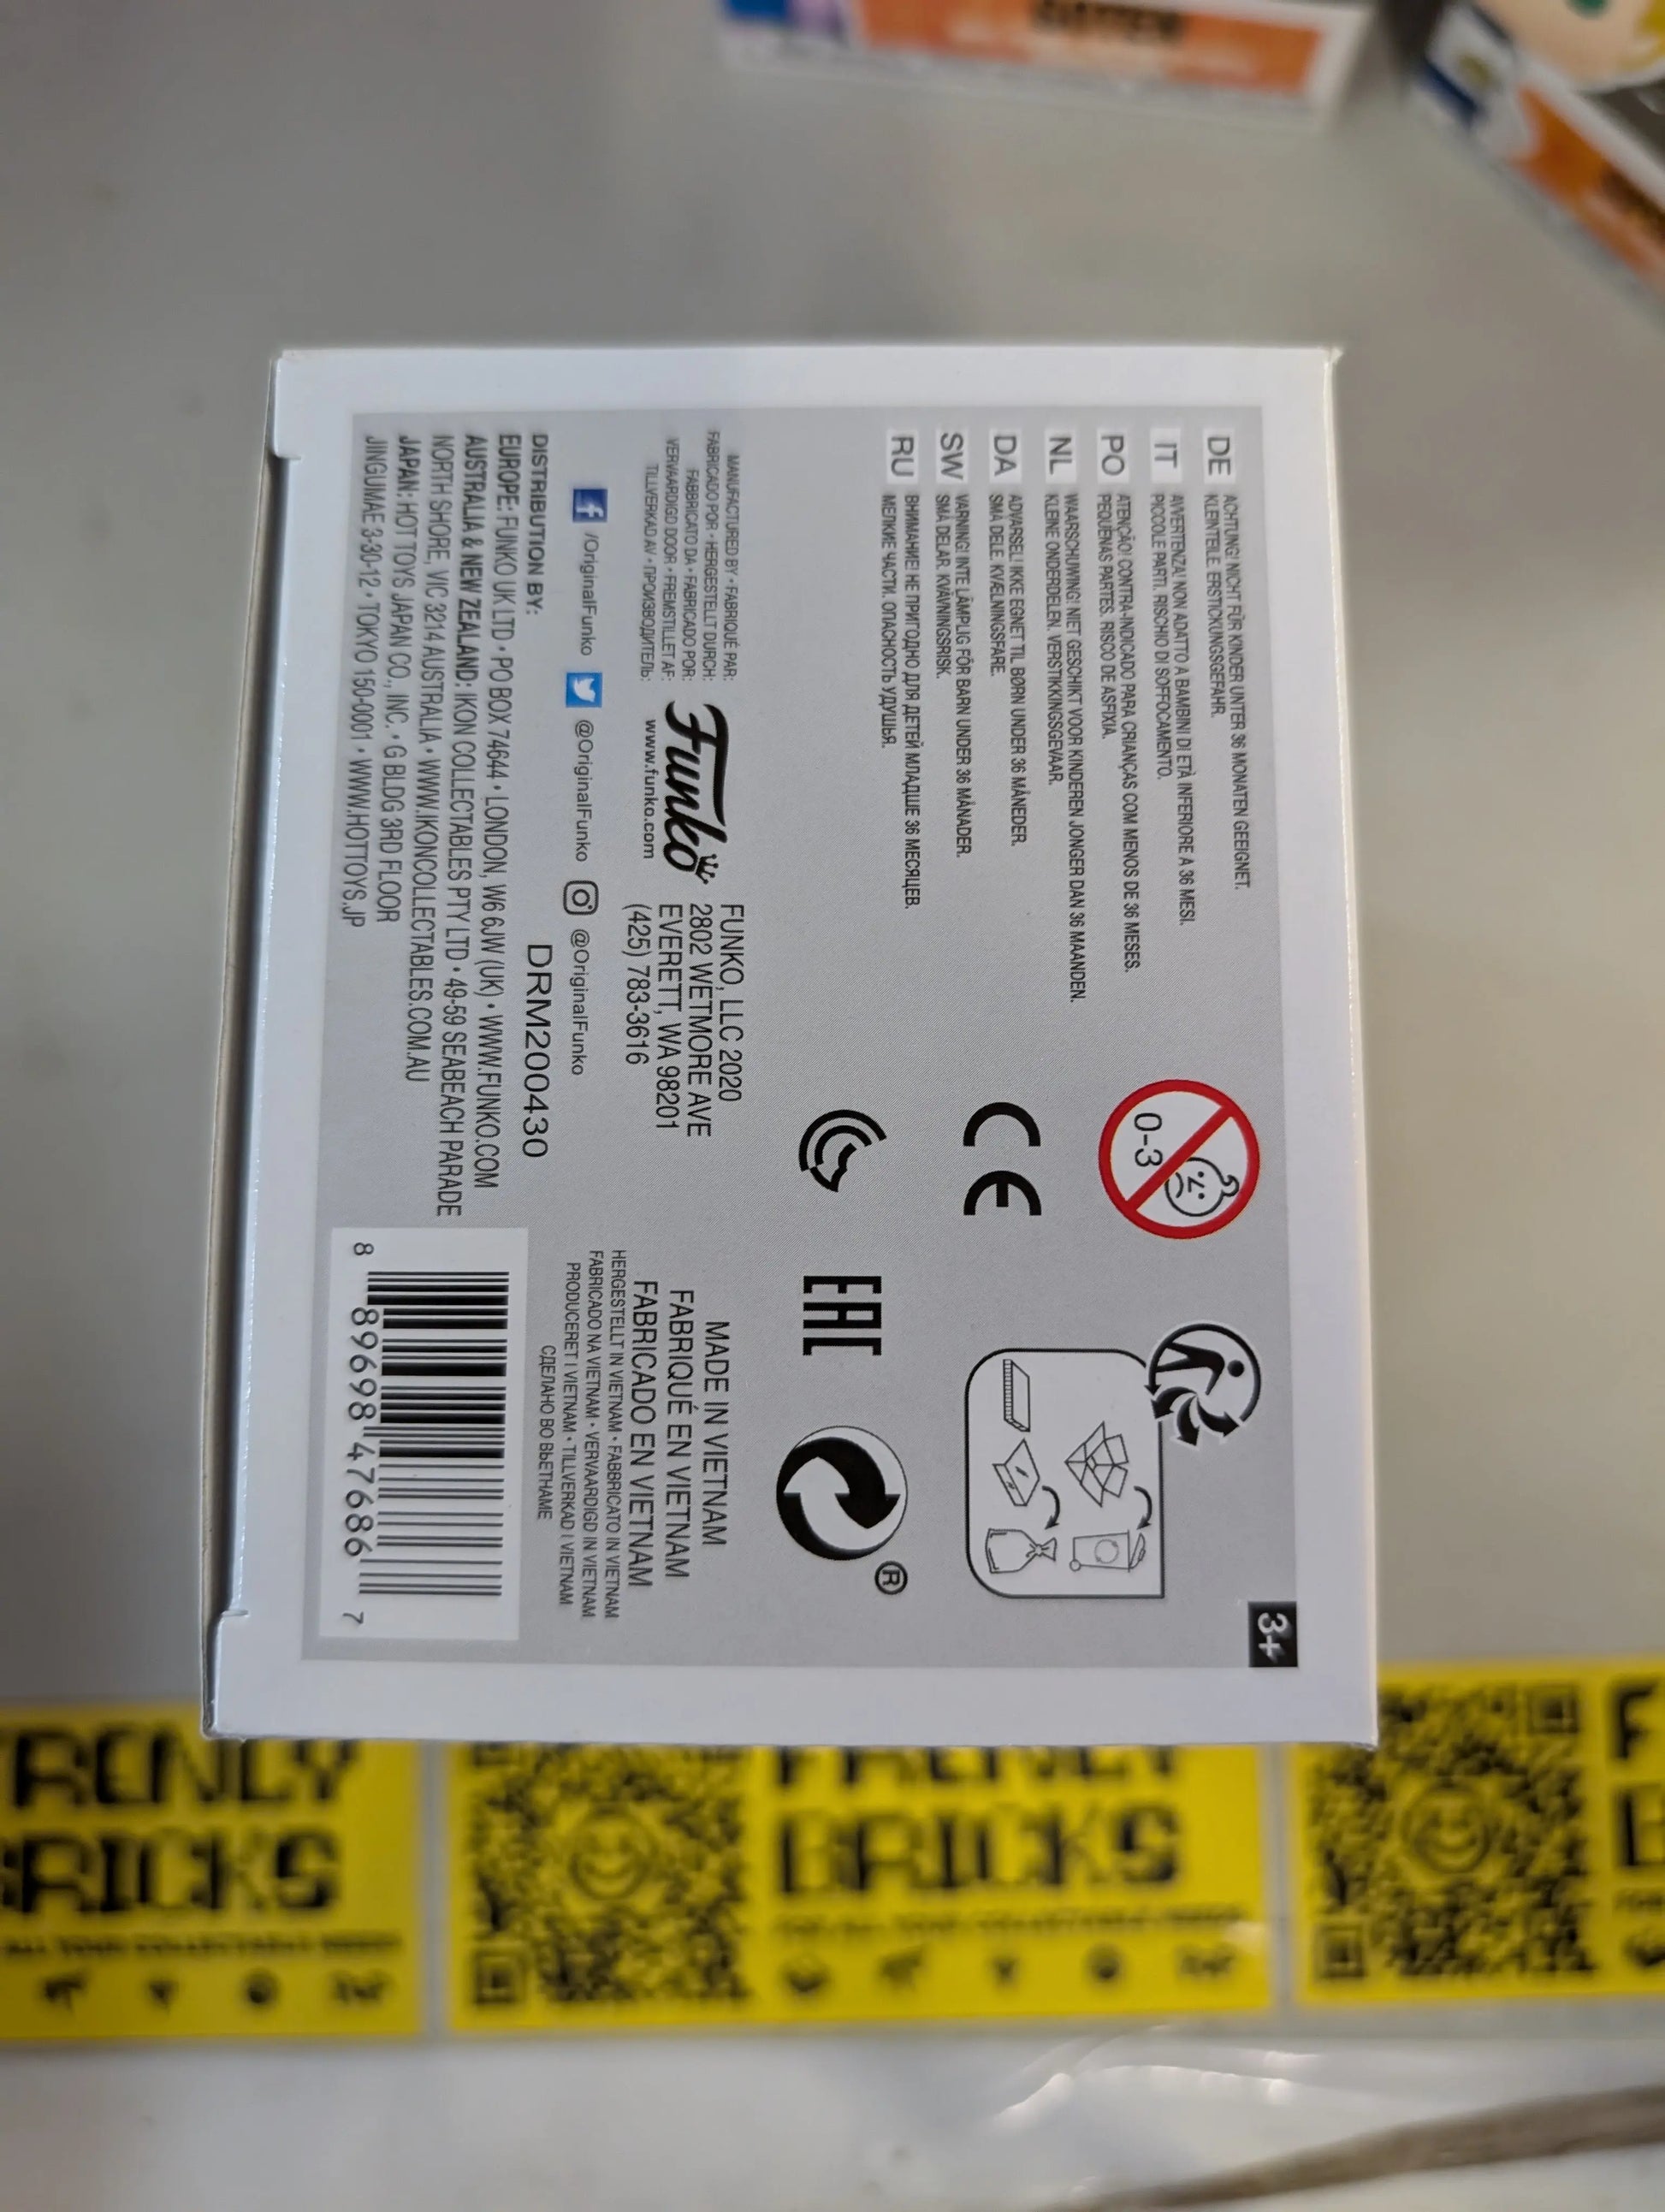 3+
DE ACHTUNG! NICHT FÜR KINDER UNTER 36 MONATEN GEEIGNET.
KLEINTEILE. ERSTICKUNGSGEFAHR.
IT AVVERTENZA! NON ADATTO A BAMBINI DI ETÀ INFERIORE A 36 MESI.
PICCOLE PARTI. RISCHIO DI SOFFOCAMENTO.
PO ATENÇÃO! CONTRA-INDICADO PARA CRIANÇAS COM MENOS DE 36 MESES.
PEQUENAS PARTES. RISCO DE ASFIXIA.
NL WAARSCHUWING! NIET GESCHIKT VOOR KINDEREN JONGER DAN 36 MAANDEN.
KLEINE ONDERDELEN. VERSTIKKINGSGEVAAR.
DA ADVARSEL! IKKE EGNET TIL BØRN UNDER 36 MÅNEDER.
SMÅ DELE. KVÆLNINGSFARE.
SW VARNING! INTE LÄMPLIG FÖR BARN UNDER 36 MÅNADER.
SMÅ DELAR. KVÄVNINGSRISK.
RU ВНИМАНИЕ! НЕ ПРИГОДНО ДЛЯ ДЕТЕЙ МЛАДШЕ 36 МЕСЯЦЕВ.
МЕЛКИЕ ЧАСТИ. ОПАСНОСТЬ УДУШЬЯ.
0-3
CE
EAC
®
MANUFACTURED BY • FABRIQUÉ PAR:
FABRICADO POR • HERGESTELLT DURCH:
FABBRICATO DA • FABRICADO POR:
VERVAARDIGD DOOR • FREMSTILLET AF:
TILLVERKAD AV • ПРОИЗВОДИТЕЛЬ:
Funko
www.funko.com
FUNKO, LLC 2020
2802 WETMORE AVE
EVERETT, WA 98201
(425) 783-3616
MADE IN VIETNAM
FABRIQUÉ EN VIETNAM
FABRICADO EN VIETNAM
HERGESTELLT IN VIETNAM • FABBRICATO IN VIETNAM
FABRICADO NA VIETNAM • VERVAARDIGD IN VIETNAM
PRODUCERET I VIETNAM • TILLVERKAD I VIETNAM
СДЕЛАНО ВО ВЬЕТНАМЕ
/OriginalFunko @OriginalFunko @OriginalFunko
DISTRIBUTION BY:
DRM200430
EUROPE: FUNKO UK LTD • PO BOX 74644 • LONDON, W6 6JW (UK) • WWW.FUNKO.COM
AUSTRALIA & NEW ZEALAND: IKON COLLECTABLES PTY LTD • 49-59 SEABEACH PARADE
NORTH SHORE, VIC 3214 AUSTRALIA • WWW.IKONCOLLECTABLES.COM.AU
JAPAN: HOT TOYS JAPAN CO., INC. • G BLDG 3RD FLOOR
JINGUMAE 3-30-12 • TOKYO 150-0001 • WWW.HOTTOYS.JP
8 89698 47686 7
BRICKS